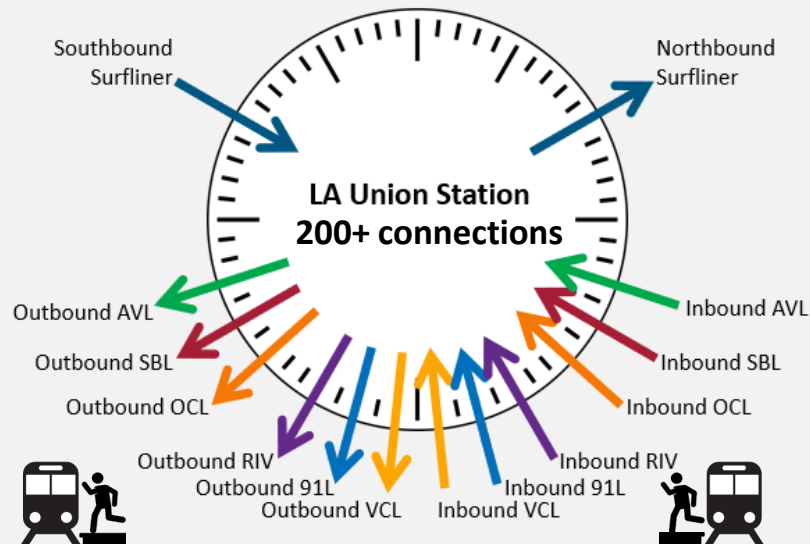 Southbound
Surfliner
Northbound
Surfliner
LA Union Station
200+ connections
Outbound AVL
Inbound AVL
Outbound SBL
Inbound SBL
Outbound OCL
Inbound OCL
Outbound RIV
Inbound RIV
Outbound 91L
Inbound 91L
Outbound VCL
Inbound VCL